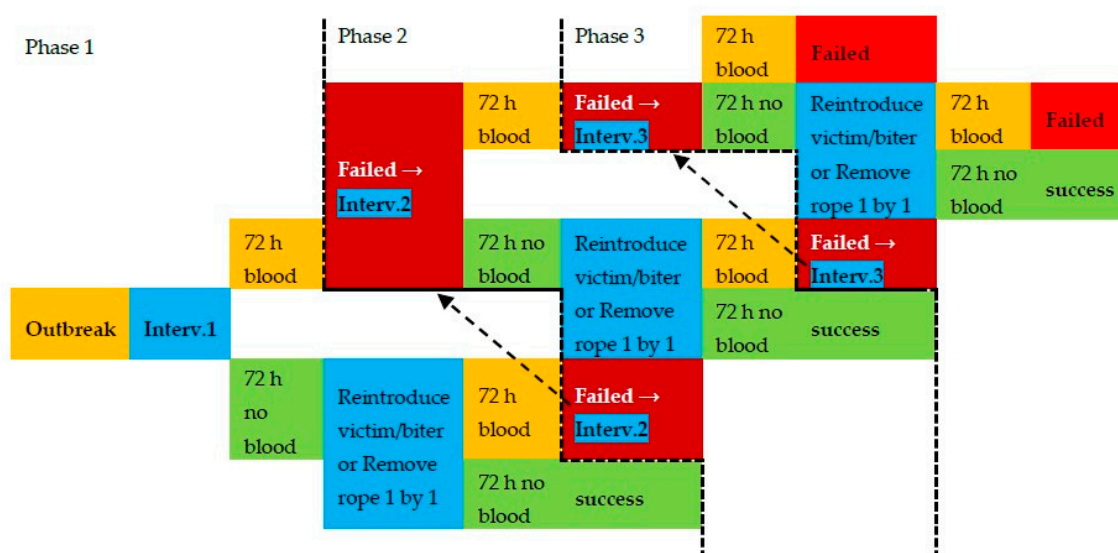 Phase 1
Phase 2
Phase 3
72 h
blood
Failed
72 h
blood
Failed →
Interv.3
72 h no
blood
Reintroduce
victim/biter
or Remove
rope 1 by 1
72 h
blood
Failed
72 h no
blood
success
Failed →
Interv.2
72 h
blood
72 h no
blood
Reintroduce
victim/biter
or Remove
rope 1 by 1
72 h
blood
Failed →
Interv.3
72 h no
blood
success
Outbreak
Interv.1
72 h
no
blood
Reintroduce
victim/biter
or Remove
rope 1 by 1
72 h
blood
Failed →
Interv.2
72 h no
blood
success